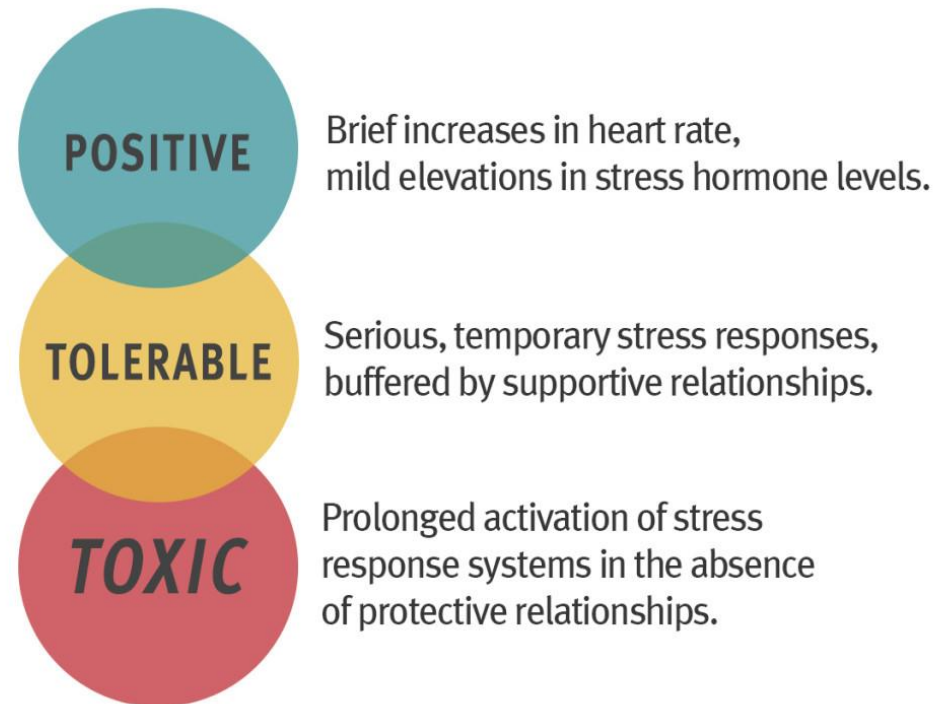 POSITIVE
Brief increases in heart rate,
mild elevations in stress hormone levels.
TOLERABLE
Serious, temporary stress responses,
buffered by supportive relationships.
TOXIC
Prolonged activation of stress
response systems in the absence
of protective relationships.